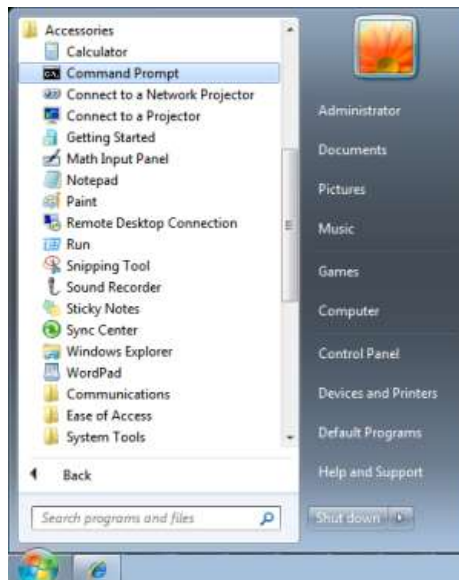 Accessories
Calculator
Command Prompt
Connect to a Network Projector
Connect to a Projector
Getting Started
Math Input Panel
Notepad
Paint
Remote Desktop Connection
Run
Snipping Tool
Sound Recorder
Sticky Notes
Sync Center
Windows Explorer
WordPad
Communications
Ease of Access
System Tools
Back
Search programs and files
Administrator
Documents
Pictures
Music
Games
Computer
Control Panel
Devices and Printers
Default Programs
Help and Support
Shut down